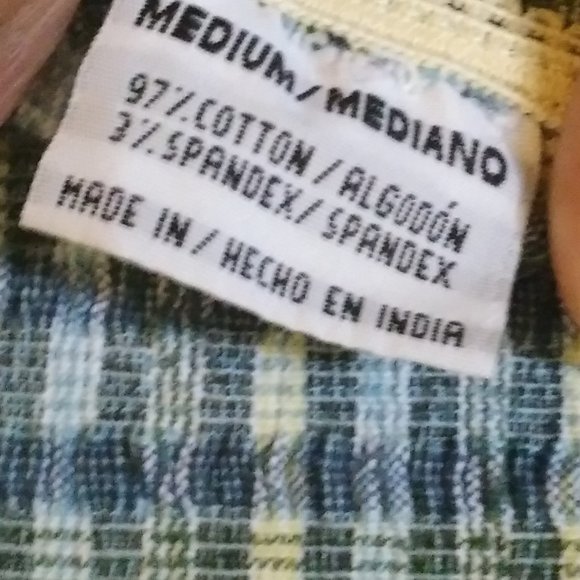 MEDIUM/MEDIANO
97% COTTON/ALGODÓN
3% SPANDEX/SPANDEX
MADE IN/HECHO EN INDIA